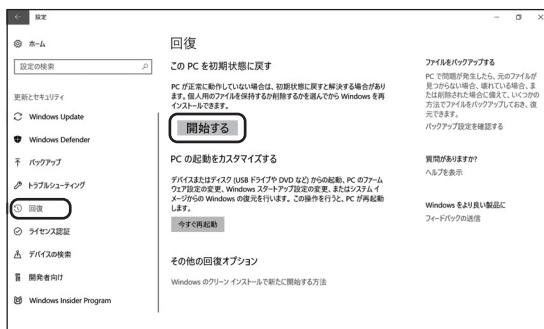 設定
ホーム
設定の検索
更新とセキュリティ
Windows Update
Windows Defender
バックアップ
トラブルシューティング
回復
ライセンス認証
デバイスの検索
開発者向け
Windows Insider Program
回復
この PC を初期状態に戻す
PC が正常に動作していない場合は、初期状態に戻すと解決する場合があり
ます。個人用のファイルを保持するか削除するかを選んでから Windows を再
インストールできます。
開始する
PC の起動をカスタマイズする
デバイスまたはディスク (USB ドライブや DVD など) からの起動、PC のファーム
ウェア設定の変更、Windows スタートアップ設定の変更、またはシステム イ
メージからの Windows の復元を行います。この操作を行うと、PC が再起動
します。
今すぐ再起動
その他の回復オプション
Windows のクリーン インストールで新たに開始する方法
ファイルをバックアップする
PC で問題が発生したら、元のファイルが
見つからない場合、壊れている場合、ま
たは削除された場合に備えて、いくつかの
方法でファイルをバックアップしておき、復
元できます。
バックアップ設定を確認する
質問がありますか?
ヘルプを表示
Windows をより良い製品に
フィードバックの送信